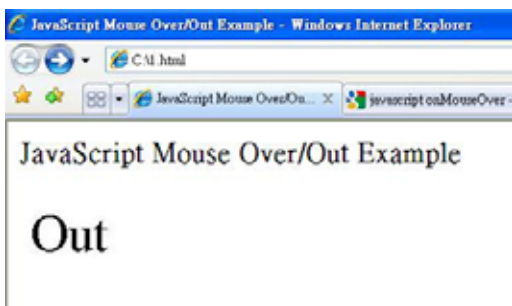 JavaScript Mouse Over/Out Example - Windows Internet Explorer
C:\1.html
JavaScript Mouse Over/On... javascript onMouseOver -
JavaScript Mouse Over/Out Example
Out